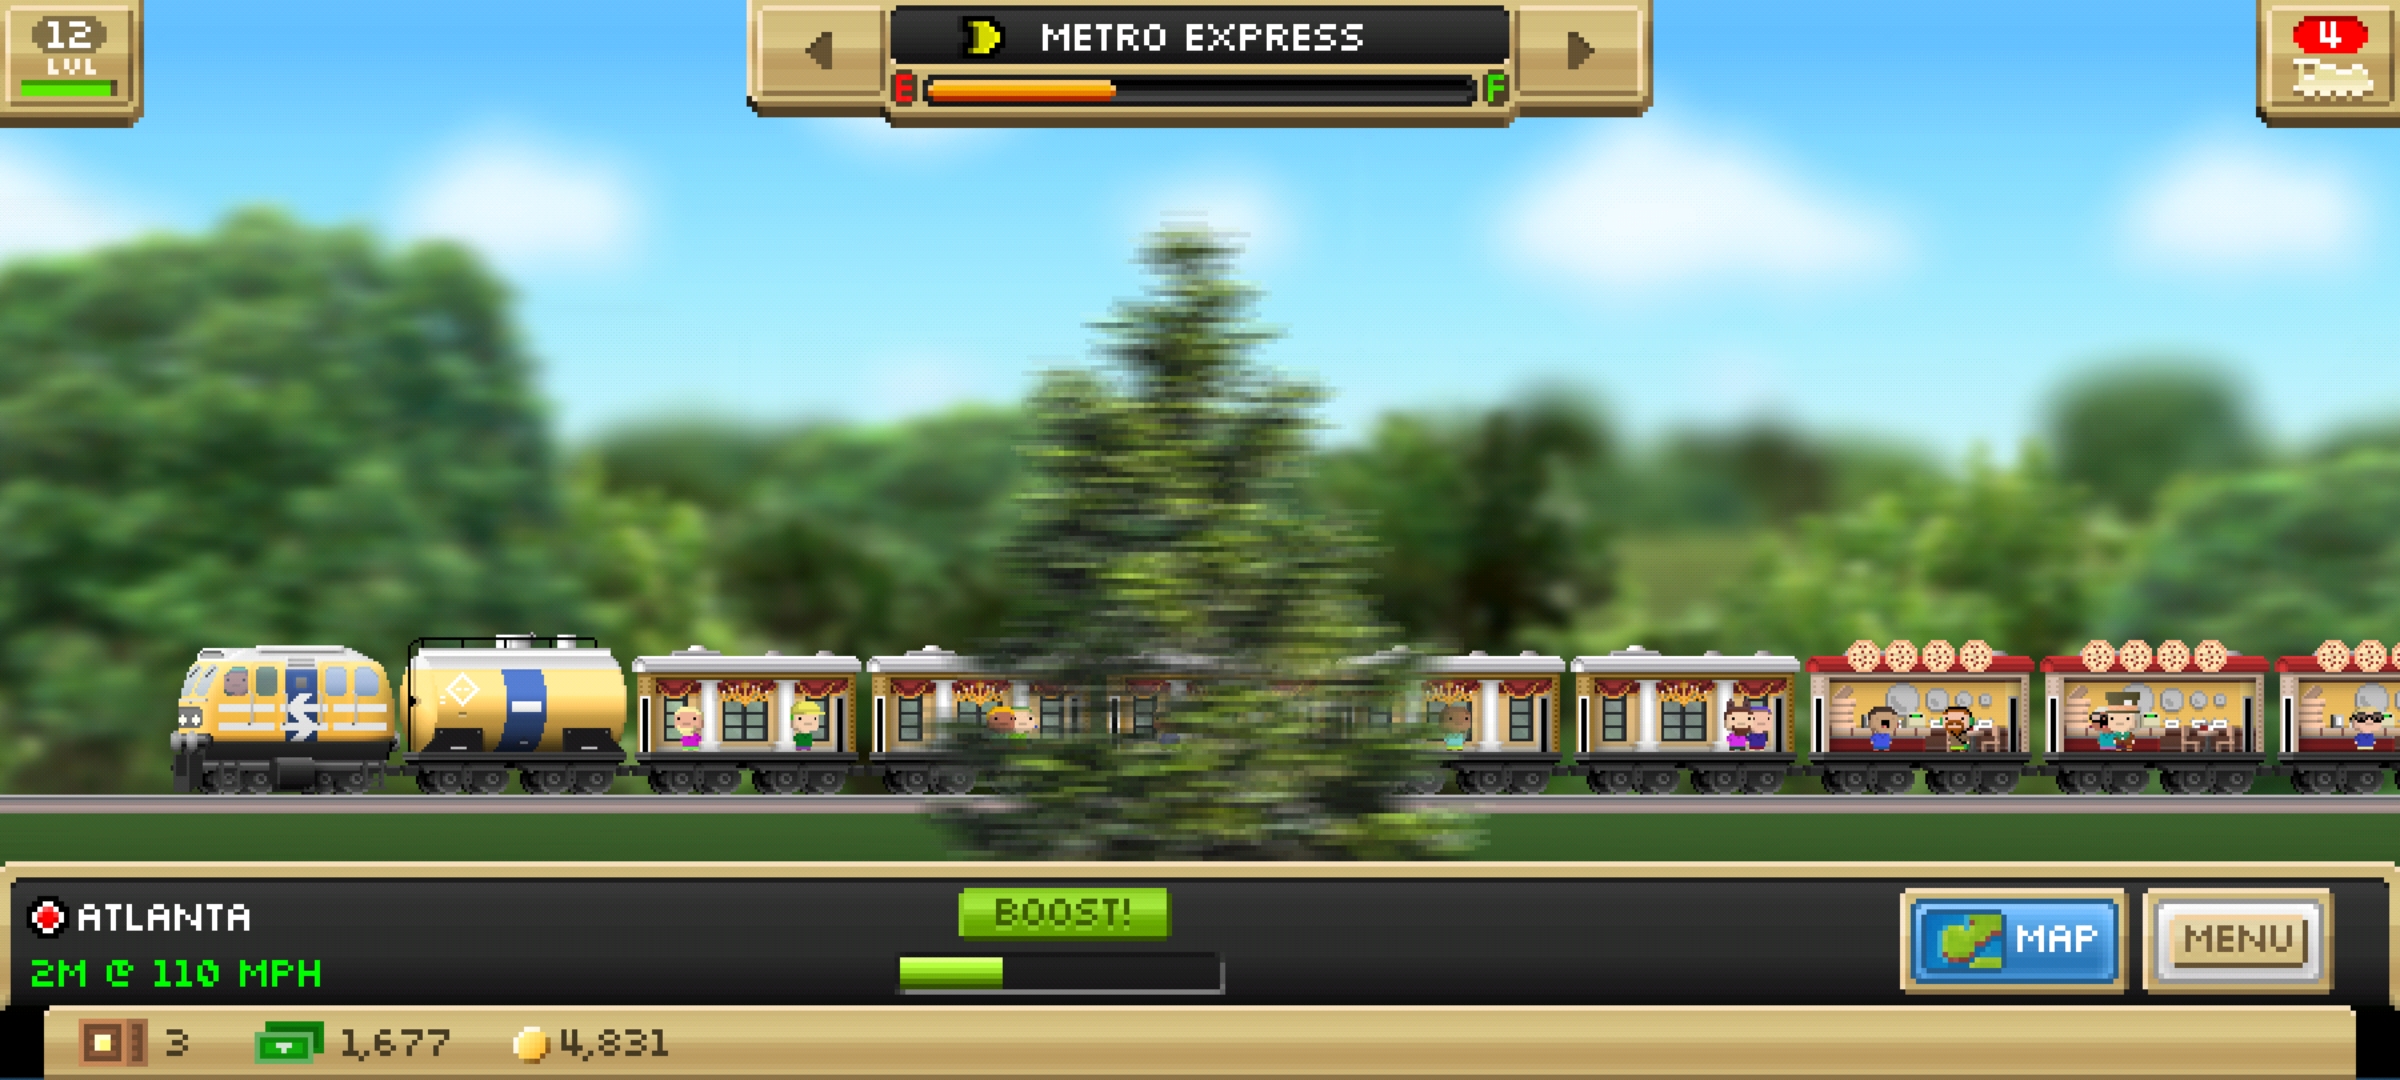 12
LVL
METRO EXPRESS
E F
4
ATLANTA
2M @ 110 MPH
BOOST!
MAP
MENU
3 1,677 4,831